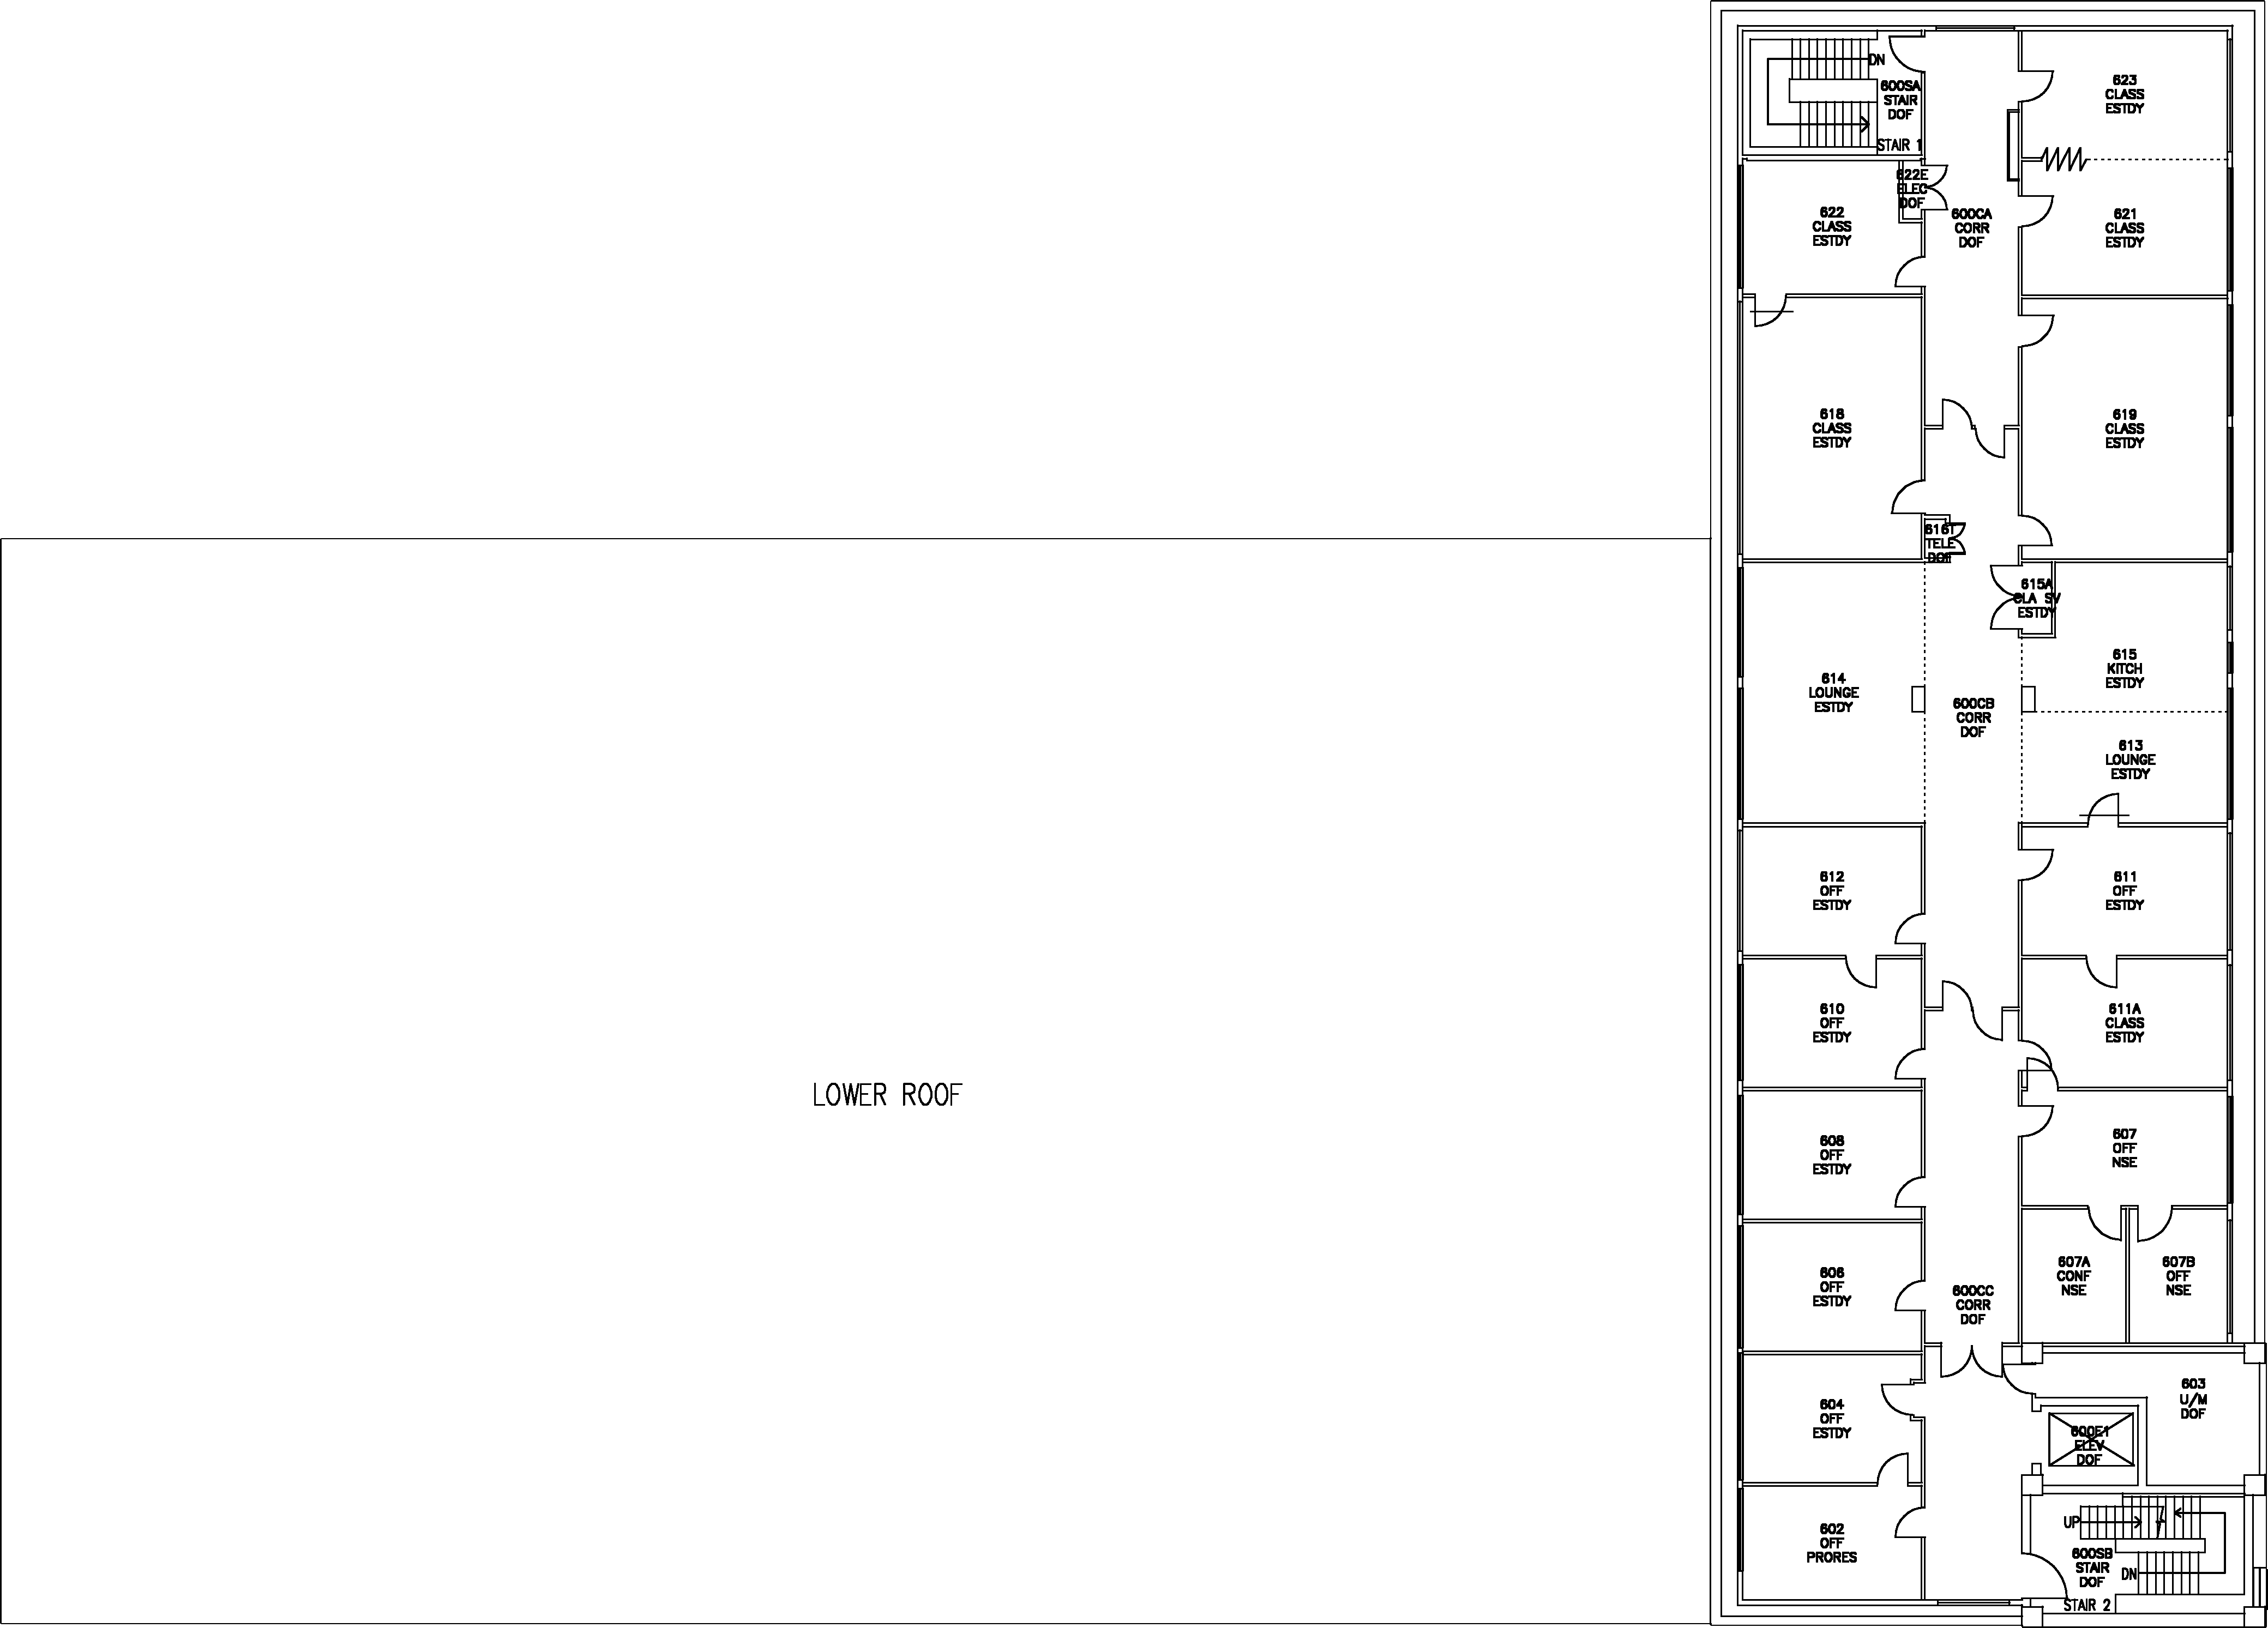 DN
600SA
STAIR
DOF
STAIR 1
623
CLASS
ESTDY
622E
ELEC
DOF
622
CLASS
ESTDY
600CA
CORR
DOF
621
CLASS
ESTDY
618
CLASS
ESTDY
619
CLASS
ESTDY
616T
TELE
DOF
615A
CLA SV
ESTDY
615
KITCH
ESTDY
614
LOUNGE
ESTDY
600CB
CORR
DOF
613
LOUNGE
ESTDY
612
OFF
ESTDY
611
OFF
ESTDY
610
OFF
ESTDY
611A
CLASS
ESTDY
LOWER ROOF
608
OFF
ESTDY
607
OFF
NSE
606
OFF
ESTDY
600CC
CORR
DOF
607A
CONF
NSE
607B
OFF
NSE
604
OFF
ESTDY
603
U/M
DOF
600E1
ELEV
DOF
602
OFF
PRORES
UP
600SB
STAIR
DOF
DN
STAIR 2